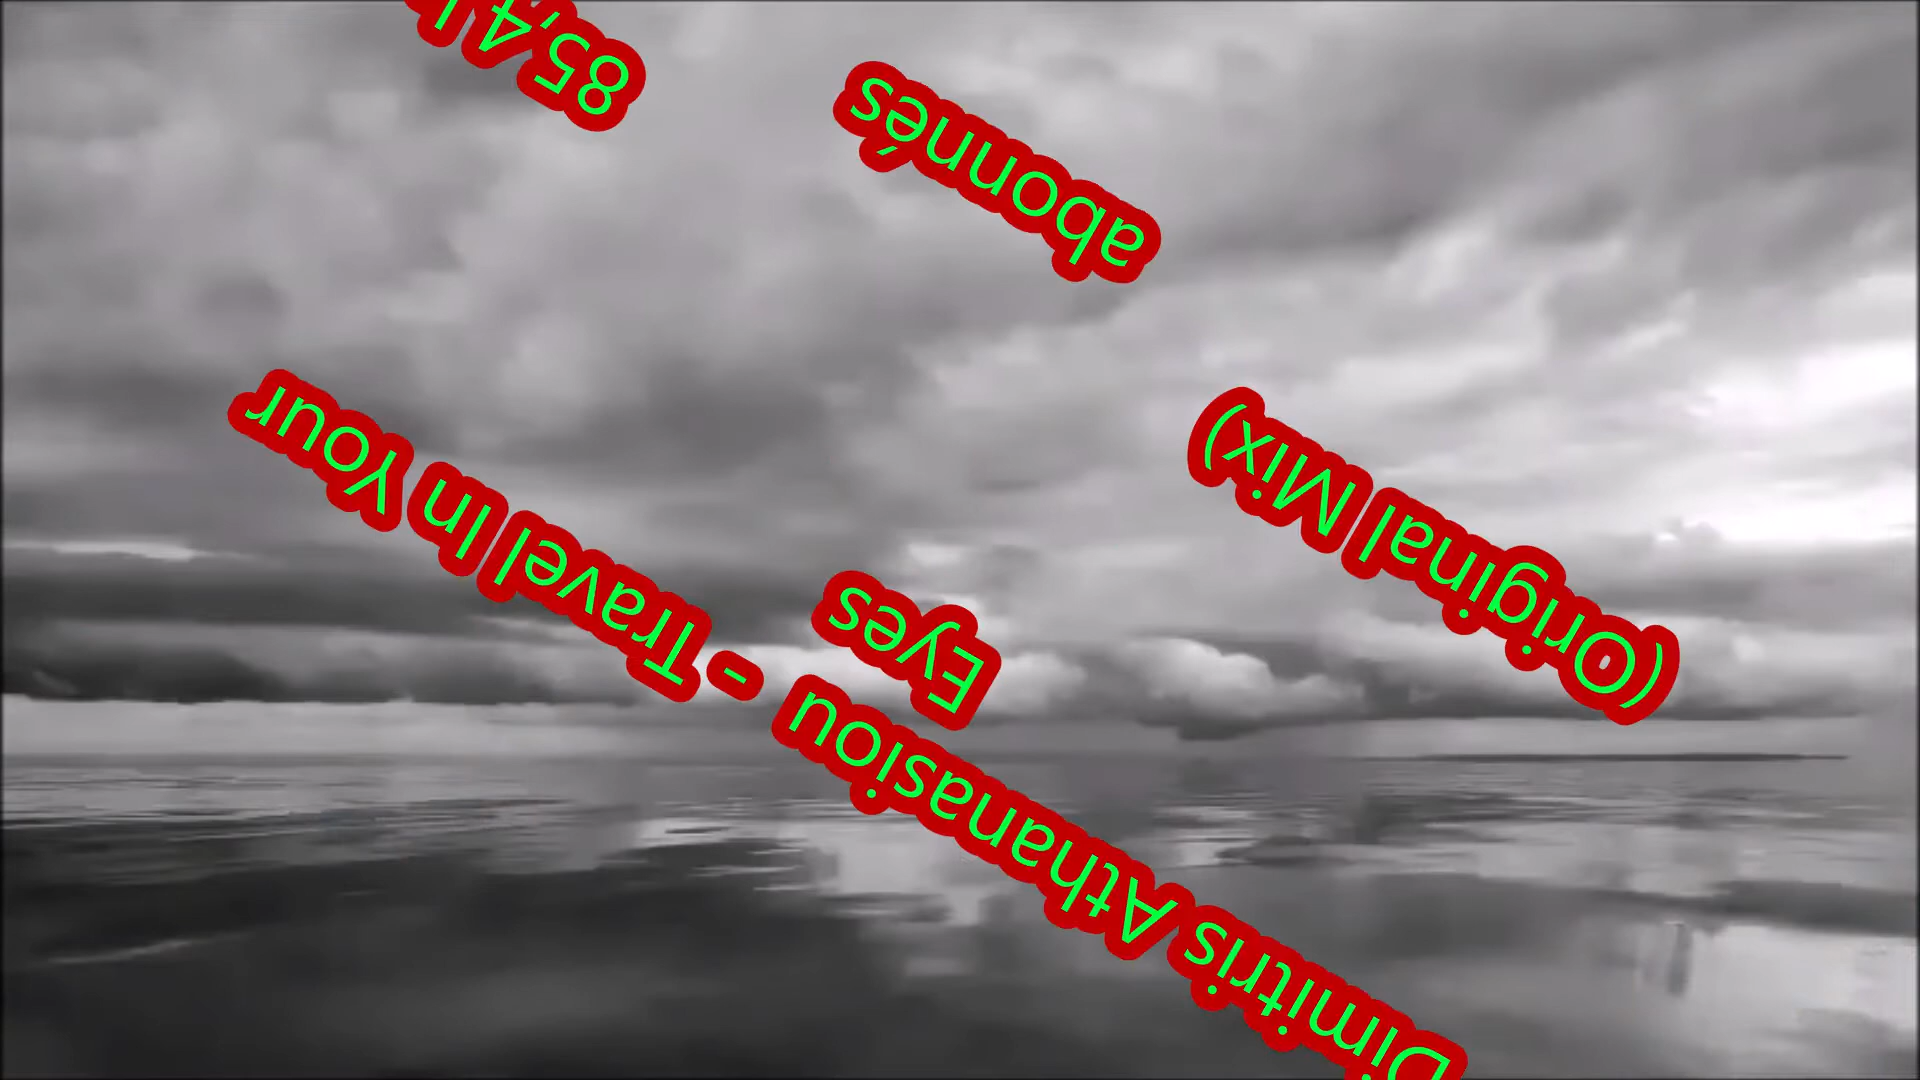 Dimitris Athanasiou - Travel In Your
Eyes
(Original Mix)
85,4
abonnés